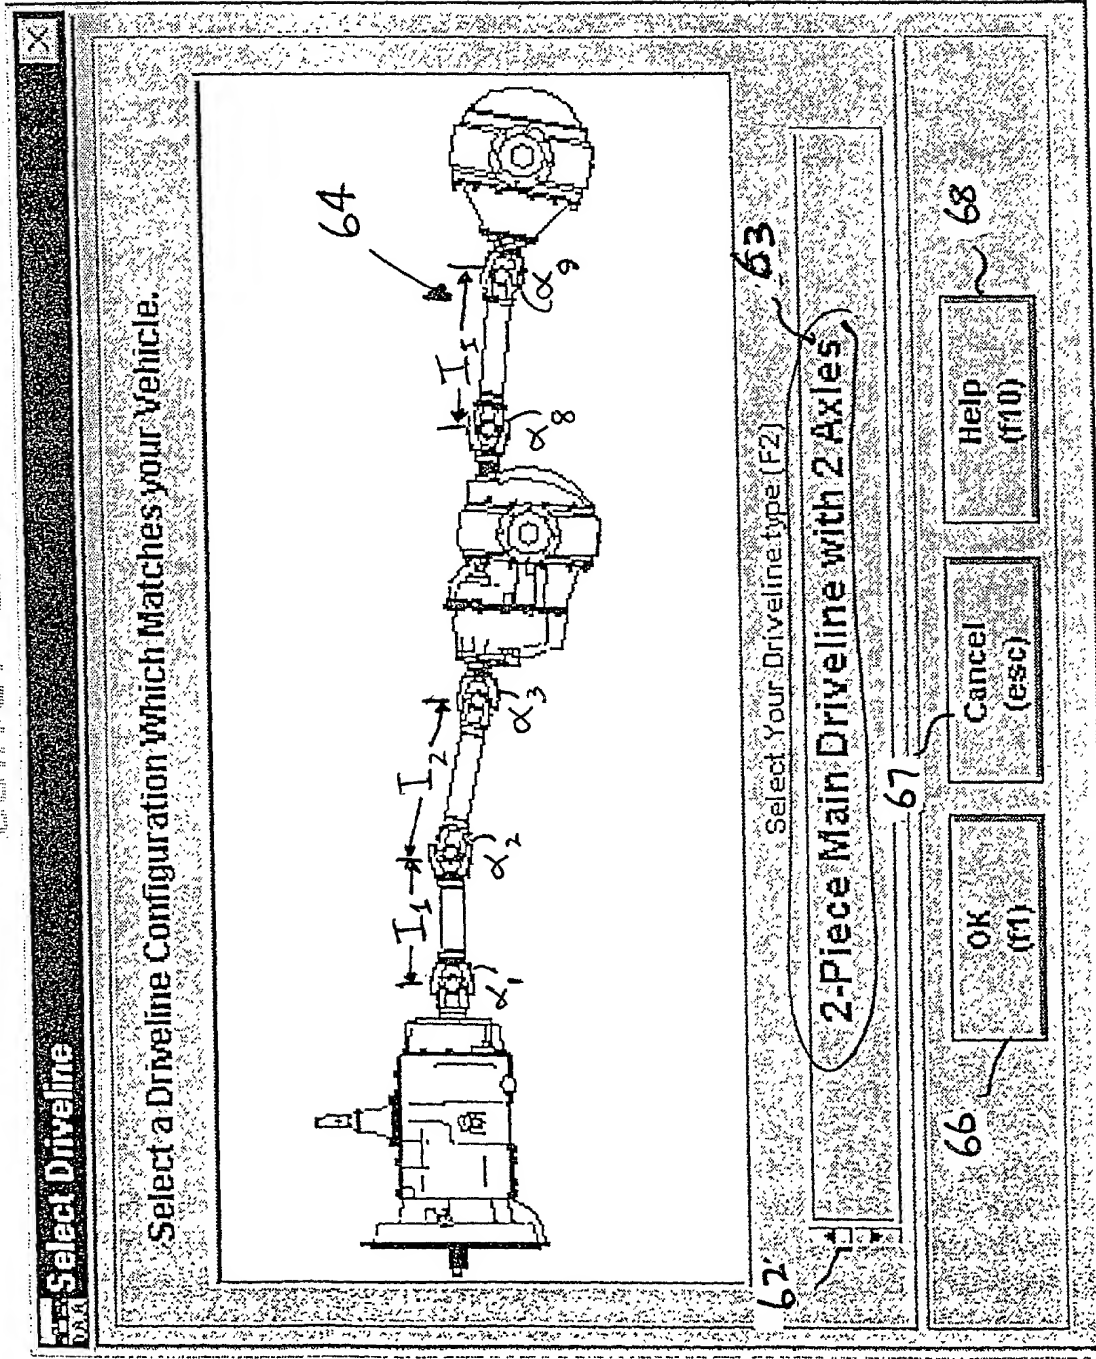 Select Driveline
Select a Driveline Configuration Which Matches your Vehicle.
64
I₁ I₂ I₅
α₁ α₂ α₃ α₈ α₉
Select Your Driveline type (F2)
63
62'
2-Piece Main Driveline with 2 Axles
67
66
68
OK
(f1)
Cancel
(esc)
Help
(f10)